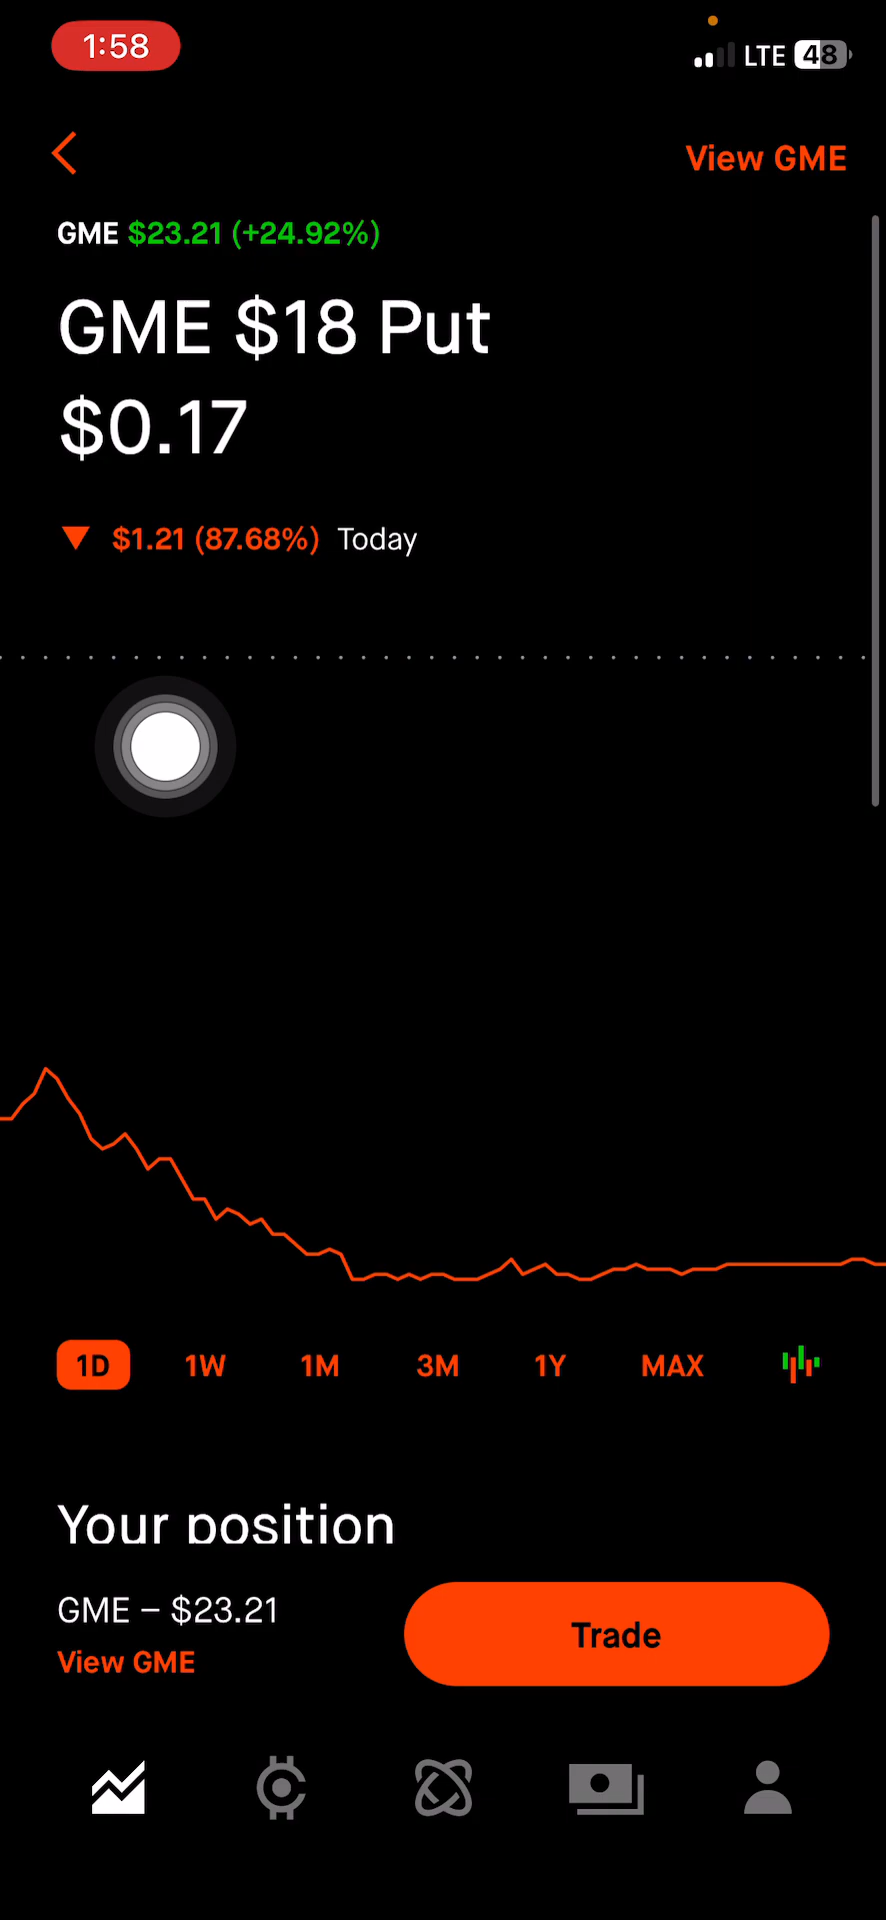 1:58
LTE 48
View GME
GME $23.21 (+24.92%)
GME $18 Put
$0.17
▼ $1.21 (87.68%) Today
1D 1W 1M 3M 1Y MAX
Your position
GME – $23.21
View GME
Trade